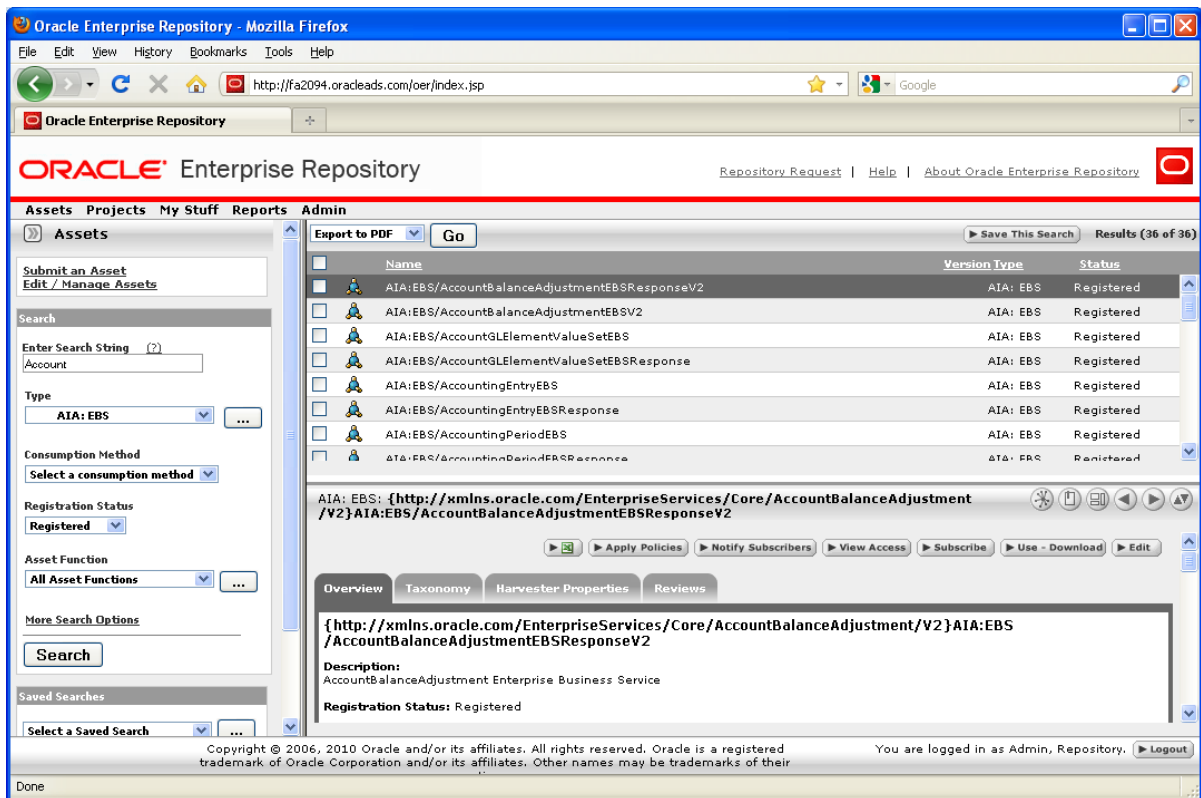 Oracle Enterprise Repository - Mozilla Firefox
File Edit View History Bookmarks Tools Help
http://fa2094.oracleads.com/oer/index.jsp
Google
Oracle Enterprise Repository
ORACLE Enterprise Repository
Repository Request | Help | About Oracle Enterprise Repository
Assets Projects My Stuff Reports Admin
Assets
Submit an Asset
Edit / Manage Assets
Search
Enter Search String (?)
Account
Type
AIA: EBS
...
Consumption Method
Select a consumption method
Registration Status
Registered
Asset Function
All Asset Functions
...
More Search Options
Search
Saved Searches
Select a Saved Search
...
Export to PDF Go Save This Search Results (36 of 36)
Name Version Type Status
AIA:EBS/AccountBalanceAdjustmentEBSResponseV2 AIA: EBS Registered
AIA:EBS/AccountBalanceAdjustmentEBSV2 AIA: EBS Registered
AIA:EBS/AccountGLElementValueSetEBS AIA: EBS Registered
AIA:EBS/AccountGLElementValueSetEBSResponse AIA: EBS Registered
AIA:EBS/AccountingEntryEBS AIA: EBS Registered
AIA:EBS/AccountingEntryEBSResponse AIA: EBS Registered
AIA:EBS/AccountingPeriodEBS AIA: EBS Registered
AIA:EBS/AccountingPeriodEBSResponse AIA: EBS Registered
AIA: EBS: {http://xmlns.oracle.com/EnterpriseServices/Core/AccountBalanceAdjustment
/V2}AIA:EBS/AccountBalanceAdjustmentEBSResponseV2
Apply Policies Notify Subscribers View Access Subscribe Use - Download Edit
Overview Taxonomy Harvester Properties Reviews
{http://xmlns.oracle.com/EnterpriseServices/Core/AccountBalanceAdjustment/V2}AIA:EBS
/AccountBalanceAdjustmentEBSResponseV2
Description:
AccountBalanceAdjustment Enterprise Business Service
Registration Status: Registered
Copyright © 2006, 2010 Oracle and/or its affiliates. All rights reserved. Oracle is a registered
trademark of Oracle Corporation and/or its affiliates. Other names may be trademarks of their
You are logged in as Admin, Repository. Logout
Done